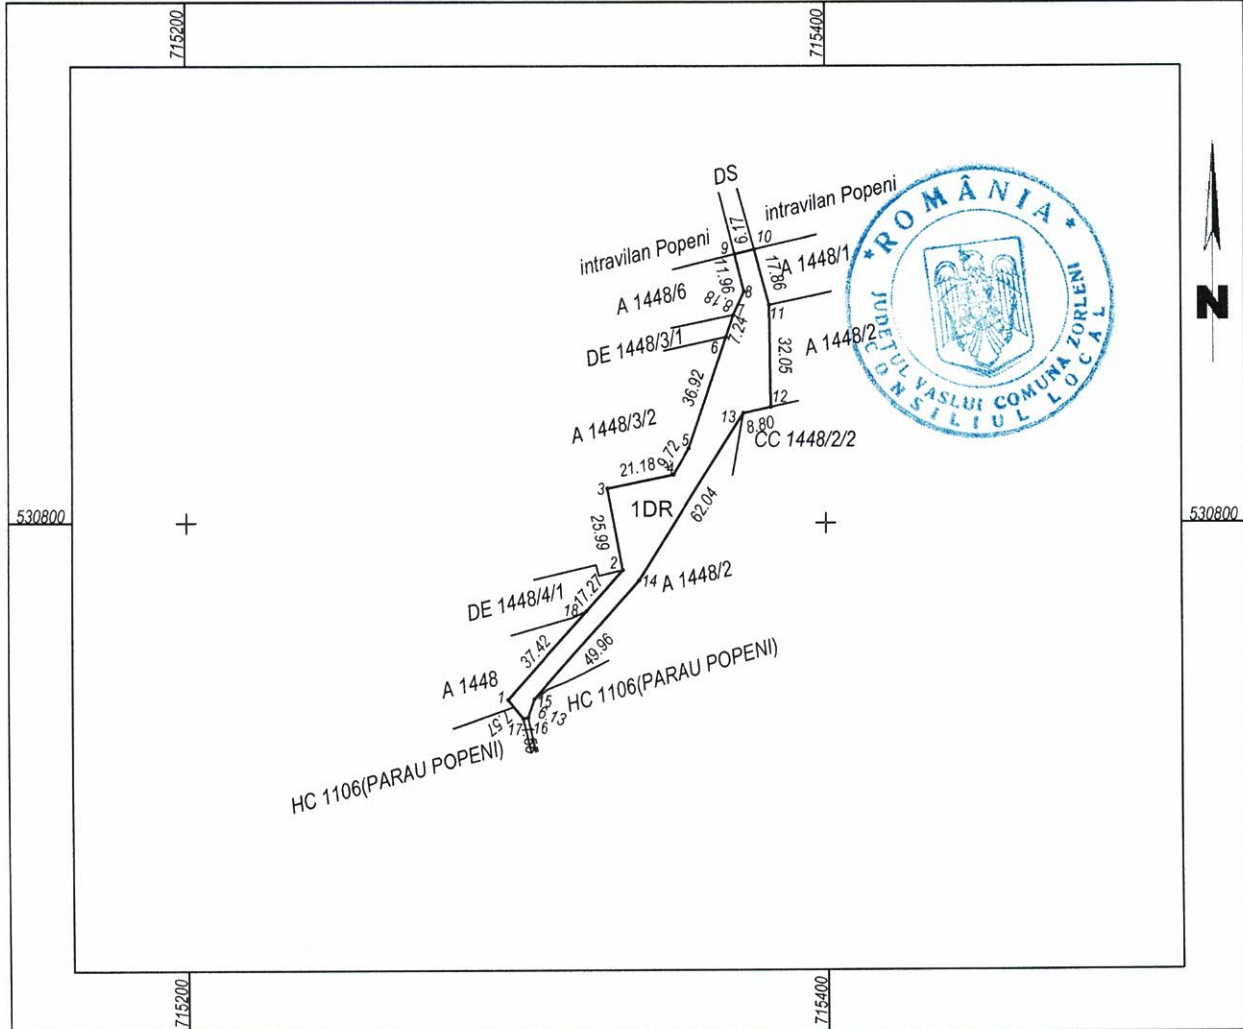 715200
715400
DS
intravilan Popeni
9.17
10
ROMÂNIA
JUDEȚUL VASLUI COMUNA ZORLENI
CONSILIUL LOCAL
intravilan Popeni
9
11.96
17.86
A 1448/1
8
A 1448/6
8.18
11
N
7
7.24
DE 1448/3/1
6
A 1448/2
32.05
36.92
12
13
8.80
A 1448/3/2
CC 1448/2/2
5
9.72
21.18
4
3
1DR
62.04
530800
530800
25.99
2
14
A 1448/2
DE 1448/4/1
17.27
18
37.42
49.96
A 1448
1
15
HC 1106(PARAU POPENI)
7.57
17
16
HC 1106(PARAU POPENI)
715200
715400